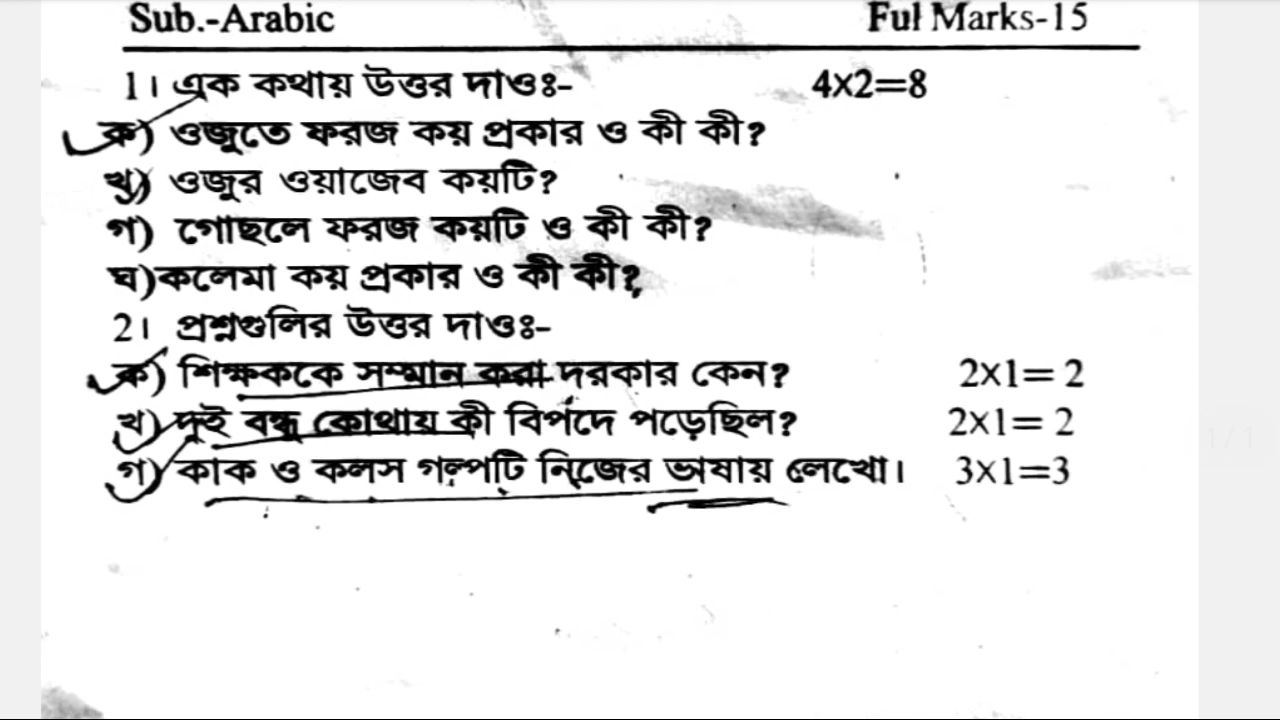 Sub.-Arabic Ful Marks-15
1। এক কথায় উত্তর দাওঃ- 4x2=8
ক) ওজুতে ফরজ কয় প্রকার ও কী কী?
খ) ওজুর ওয়াজেব কয়টি?
গ) গোছলে ফরজ কয়টি ও কী কী?
ঘ)কলেমা কয় প্রকার ও কী কী?
2। প্রশ্নগুলির উত্তর দাওঃ-
ক) শিক্ষককে সম্মান করা দরকার কেন? 2x1= 2
খ) দুই বন্ধু কোথায় কী বিপদে পড়েছিল? 2x1= 2
গ) কাক ও কলস গল্পটি নিজের ভাষায় লেখো। 3x1=3
1/1